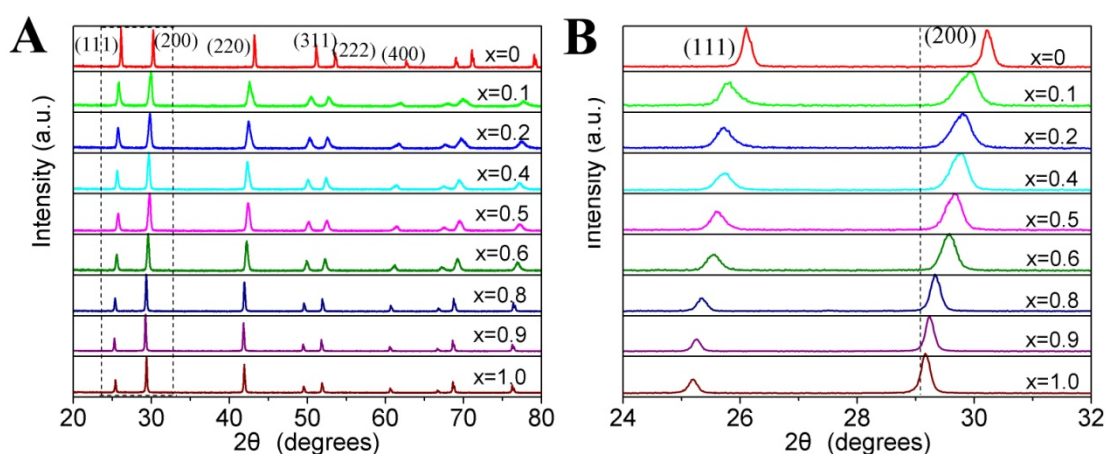 A
(111)
(200)
(220)
(311)
(222)
(400)
x=0
x=0.1
x=0.2
x=0.4
x=0.5
x=0.6
x=0.8
x=0.9
x=1.0
Intensity (a.u.)
20 30 40 50 60 70 80
2θ (degrees)
B
(111)
(200)
x=0
x=0.1
x=0.2
x=0.4
x=0.5
x=0.6
x=0.8
x=0.9
x=1.0
Intensity (a.u.)
24 26 28 30 32
2θ (degrees)